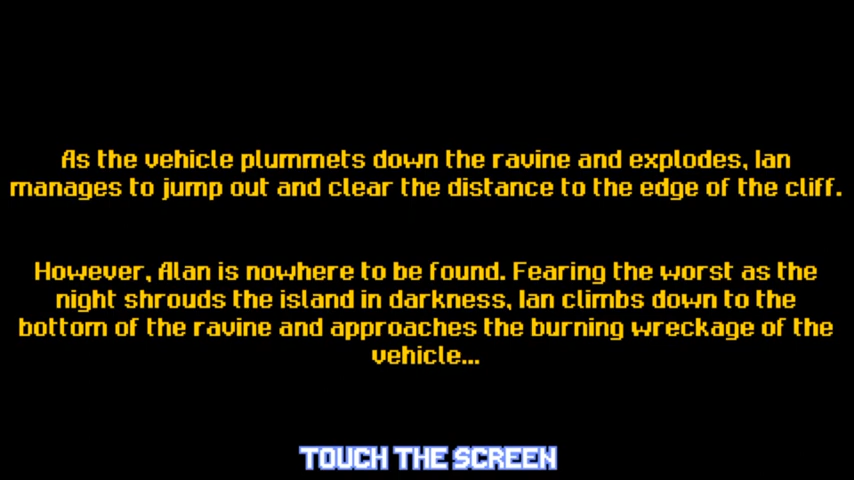 As the vehicle plummets down the ravine and explodes, Ian
manages to jump out and clear the distance to the edge of the cliff.
However, Alan is nowhere to be found. Fearing the worst as the
night shrouds the island in darkness, Ian climbs down to the
bottom of the ravine and approaches the burning wreckage of the
vehicle...
TOUCH THE SCREEN